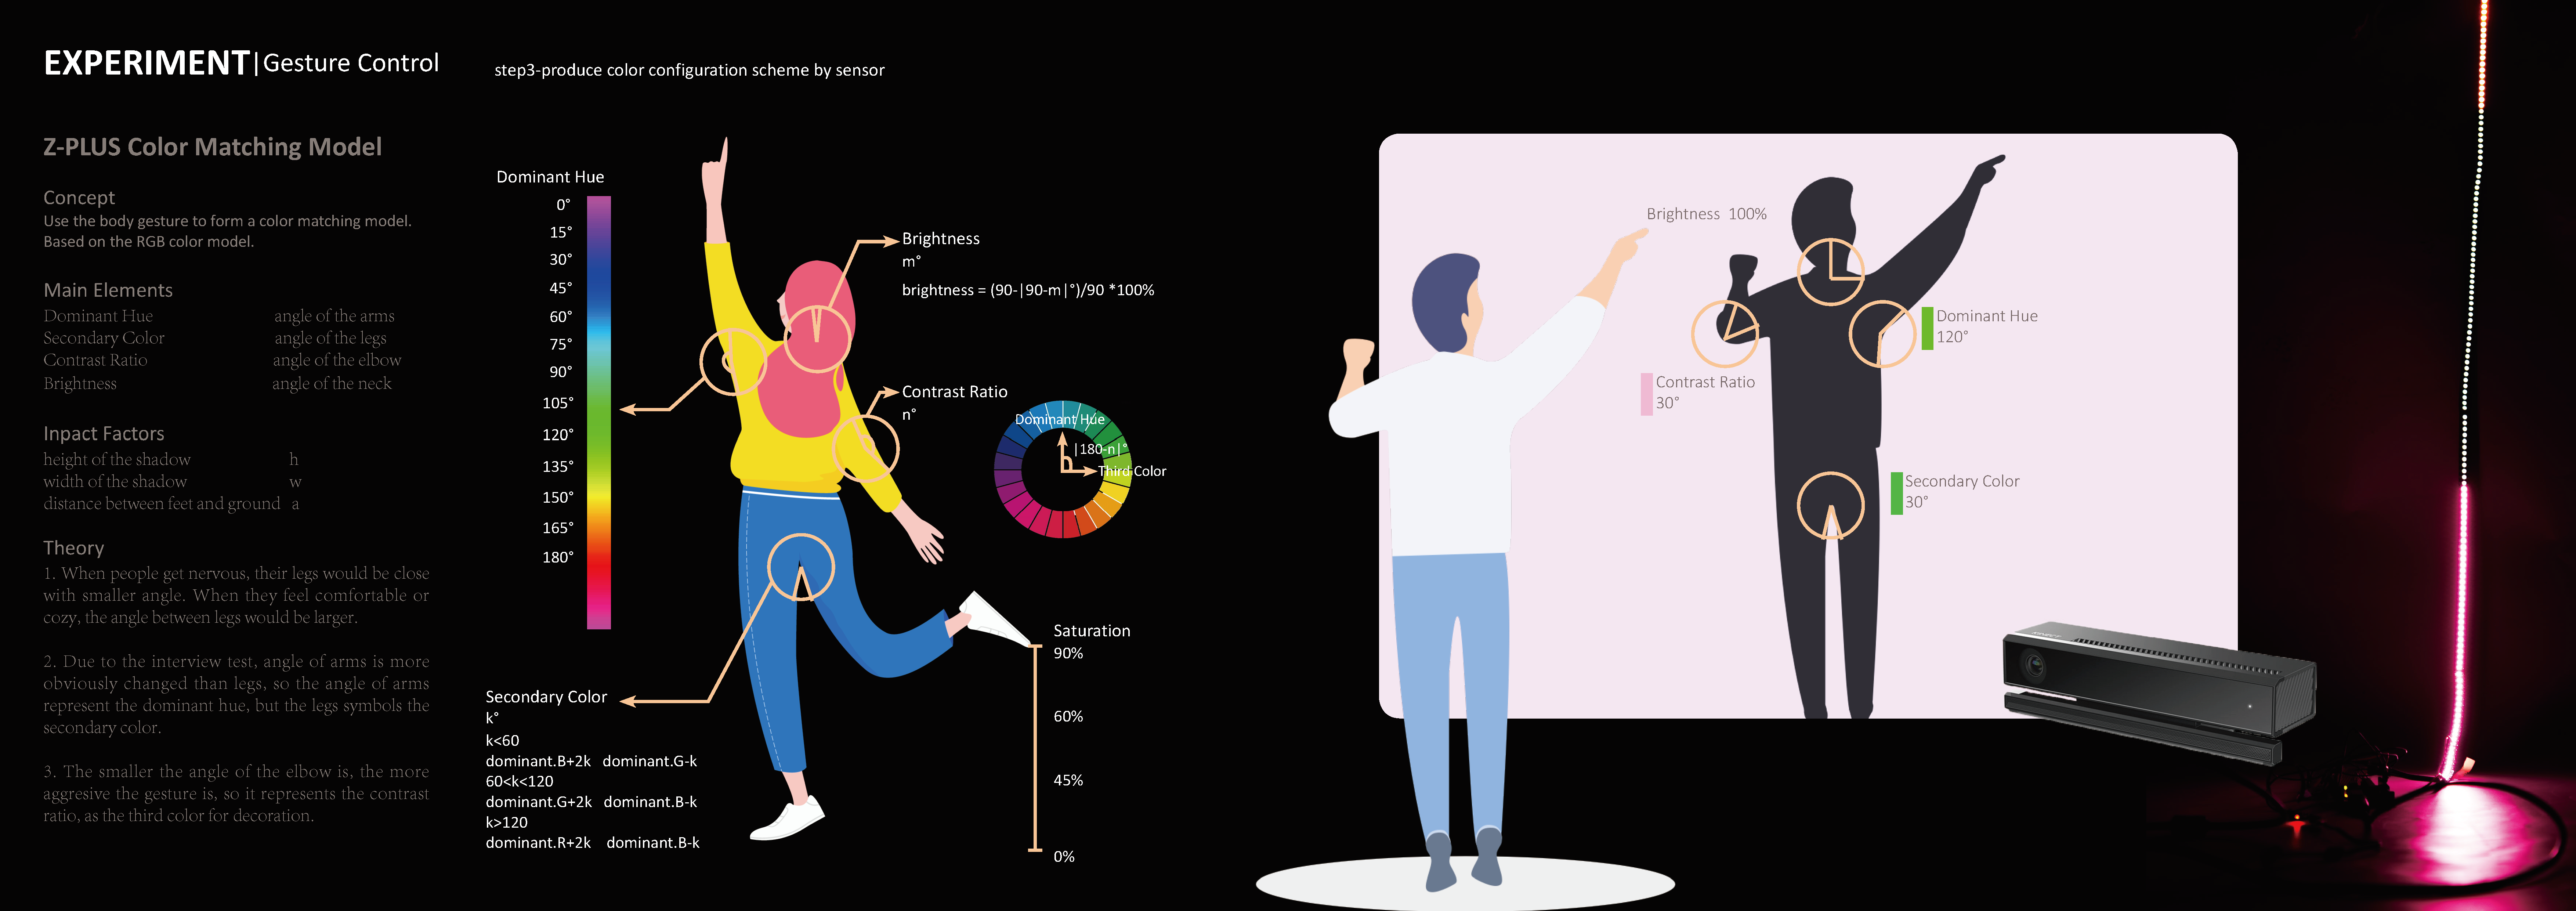 EXPERIMENT|Gesture Control
step3-produce color configuration scheme by sensor
Z-PLUS Color Matching Model
Concept
Use the body gesture to form a color matching model.
Based on the RGB color model.
Main Elements
Dominant Hue angle of the arms
Secondary Color angle of the legs
Contrast Ratio angle of the elbow
Brightness angle of the neck
Inpact Factors
height of the shadow h
width of the shadow w
distance between feet and ground a
Theory
1. When people get nervous, their legs would be close
with smaller angle. When they feel comfortable or
cozy, the angle between legs would be larger.
2. Due to the interview test, angle of arms is more
obviously changed than legs, so the angle of arms
represent the dominant hue, but the legs symbols the
secondary color.
3. The smaller the angle of the elbow is, the more
aggresive the gesture is, so it represents the contrast
ratio, as the third color for decoration.
Dominant Hue
0°
15°
30°
45°
60°
75°
90°
105°
120°
135°
150°
165°
180°
Brightness
m°
brightness = (90-|90-m|°)/90 *100%
Contrast Ratio
n°
Dominant Hue
|180-n|°
Third Color
Secondary Color
k°
k<60
dominant.B+2k dominant.G-k
60<k<120
dominant.G+2k dominant.B-k
k>120
dominant.R+2k dominant.B-k
Saturation
90%
60%
45%
0%
Brightness 100%
Dominant Hue
120°
Contrast Ratio
30°
Secondary Color
30°